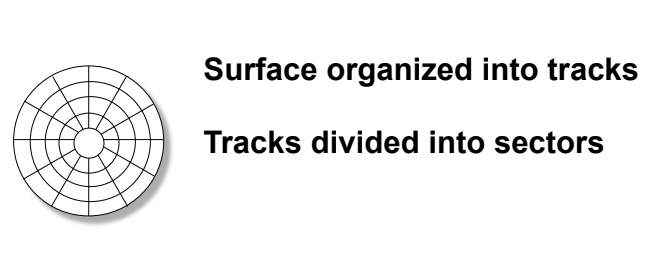 Surface organized into tracks
Tracks divided into sectors